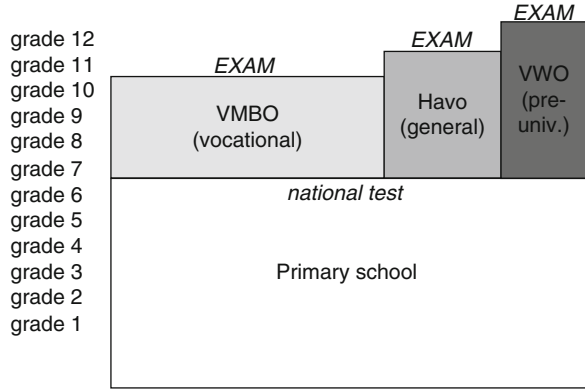 EXAM
grade 12
EXAM
grade 11
EXAM
VWO
grade 10
(pre-
Havo
VMBO
grade 9
(general)
univ.)
(vocational)
grade 8
grade 7
grade 6
national test
grade 5
grade 4
grade 3
Primary school
grade 2
grade 1